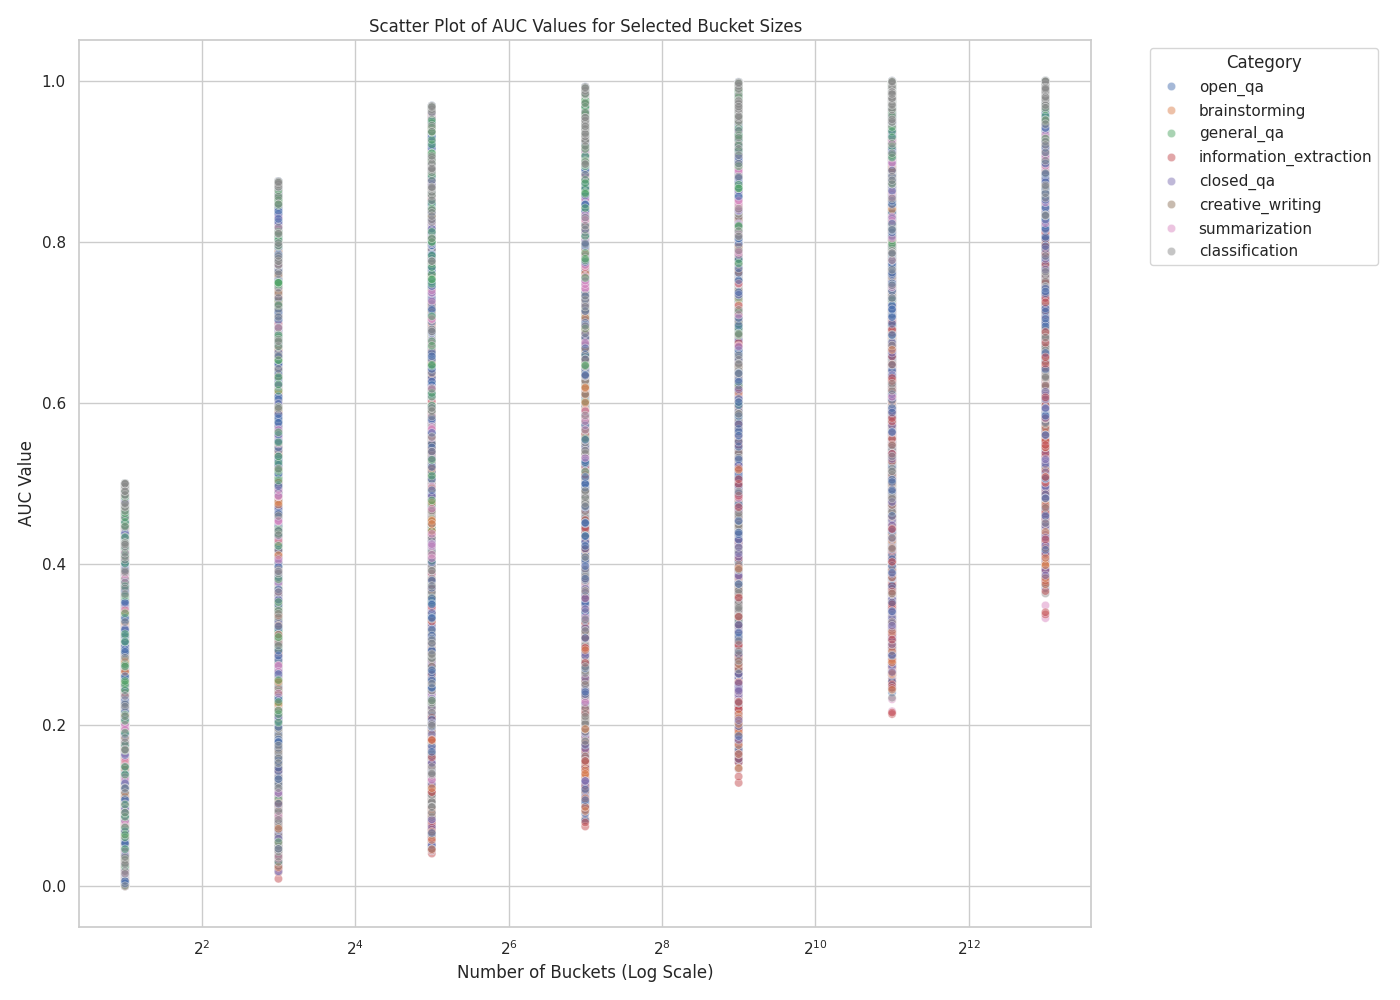 Scatter Plot of AUC Values for Selected Bucket Sizes
AUC Value
1.0
0.8
0.6
0.4
0.2
0.0
2^2
2^4
2^6
2^8
2^10
2^12
Number of Buckets (Log Scale)
Category
open_qa
brainstorming
general_qa
information_extraction
closed_qa
creative_writing
summarization
classification